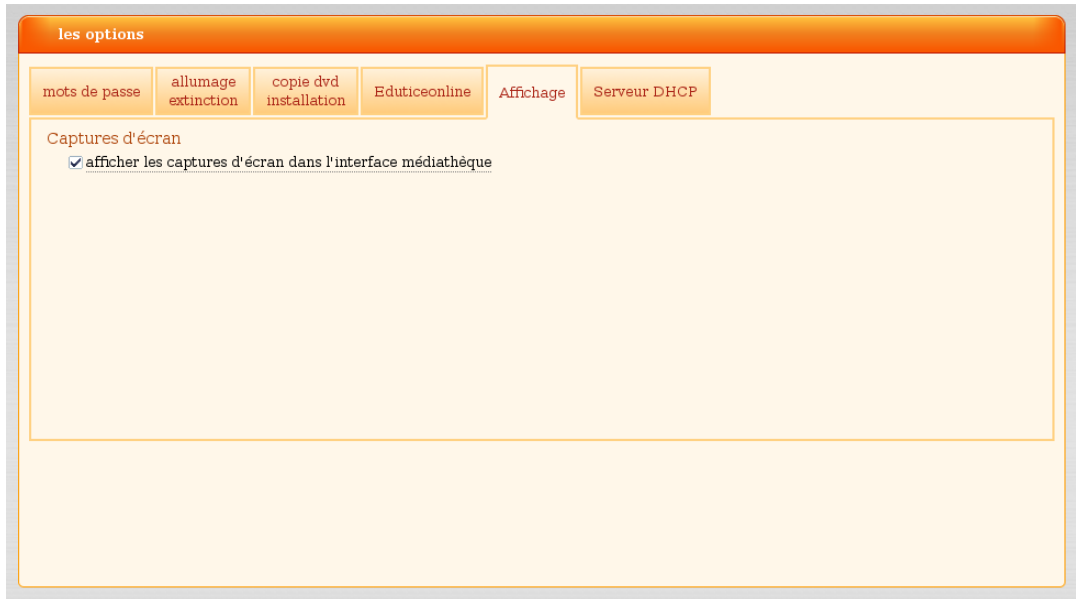 les options
mots de passe
allumage
extinction
copie dvd
installation
Eduticeonline
Affichage
Serveur DHCP
Captures d'écran
afficher les captures d'écran dans l'interface médiathèque